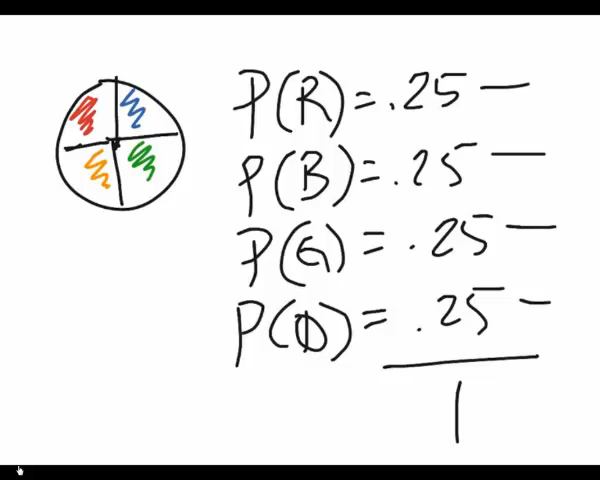 P(R) = .25 —
P(B) = .25 —
P(G) = .25 —
P(O) = .25 —
1